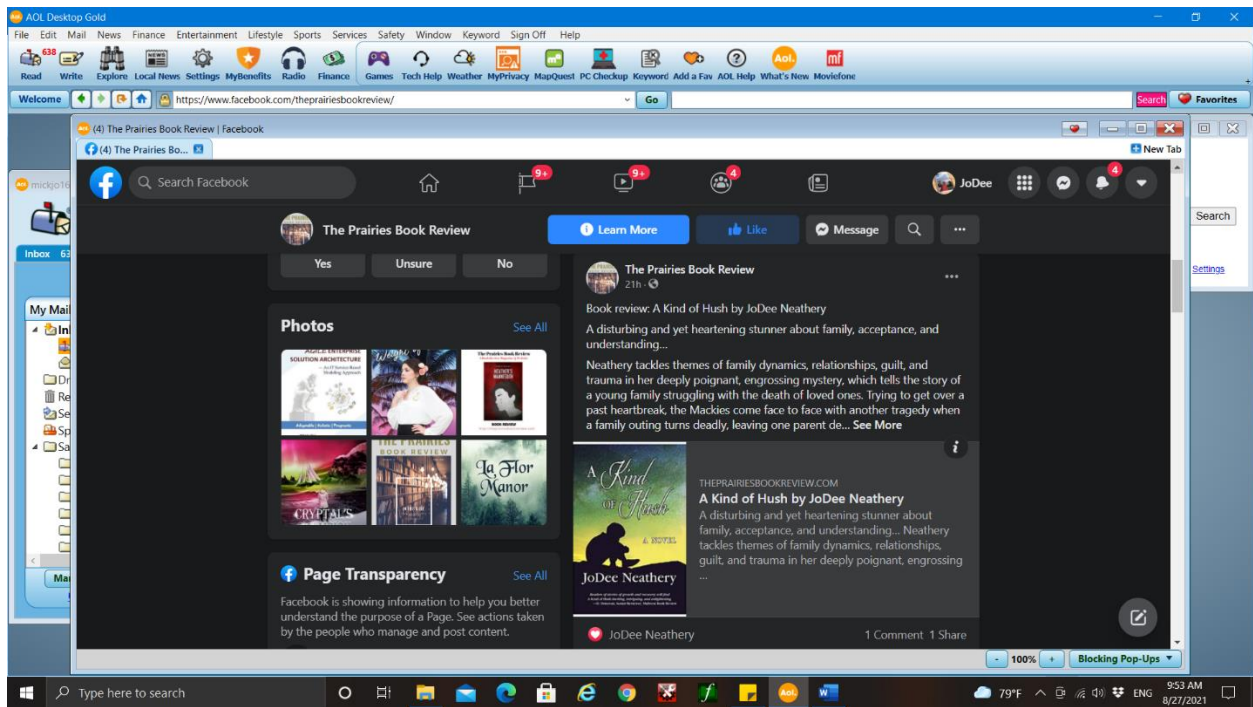 AOL Desktop Gold
File Edit Mail News Finance Entertainment Lifestyle Sports Services Safety Window Keyword Sign Off Help
638
Read Write Explore Local News Settings MyBenefits Radio Finance Games Tech Help Weather MyPrivacy MapQuest PC Checkup Keyword Add a Fav AOL Help What's New Moviefone
Welcome https://www.facebook.com/theprairiesbookreview/ Go Search Favorites
(4) The Prairies Book Review | Facebook
(4) The Prairies Bo... New Tab
mickjo16
Search Facebook 9+ 9+ 4 JoDee 4
Search
The Prairies Book Review Learn More Like Message
Inbox 63
Settings
My Mail
Yes Unsure No
Photos See All
SOLUTION ARCHITECTURE
BOOK REVIEW
La Flor
Manor
CRYPTAL'S
Page Transparency See All
Facebook is showing information to help you better
understand the purpose of a Page. See actions taken
by the people who manage and post content.
The Prairies Book Review
21h
Book review: A Kind of Hush by JoDee Neathery
A disturbing and yet heartening stunner about family, acceptance, and
understanding...
Neathery tackles themes of family dynamics, relationships, guilt, and
trauma in her deeply poignant, engrossing mystery, which tells the story of
a young family struggling with the death of loved ones. Trying to get over a
past heartbreak, the Mackies come face to face with another tragedy when
a family outing turns deadly, leaving one parent de... See More
A Kind
OF Hush
A NOVEL
JoDee Neathery
THEPRAIRIESBOOKREVIEW.COM
A Kind of Hush by JoDee Neathery
A disturbing and yet heartening stunner about
family, acceptance, and understanding... Neathery
tackles themes of family dynamics, relationships,
guilt, and trauma in her deeply poignant, engrossing
...
JoDee Neathery 1 Comment 1 Share
- 100% + Blocking Pop-Ups
Type here to search 79°F ENG 9:53 AM
8/27/2021